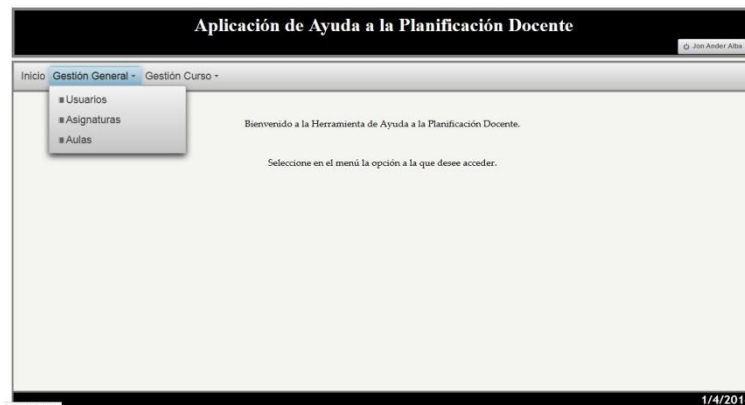 Aplicación de Ayuda a la Planificación Docente
Jon Ander Alba
Inicio Gestión General Gestión Curso
Usuarios
Asignaturas
Aulas
Bienvenido a la Herramienta de Ayuda a la Planificación Docente.
Seleccione en el menú la opción a la que desee acceder.
1/4/201